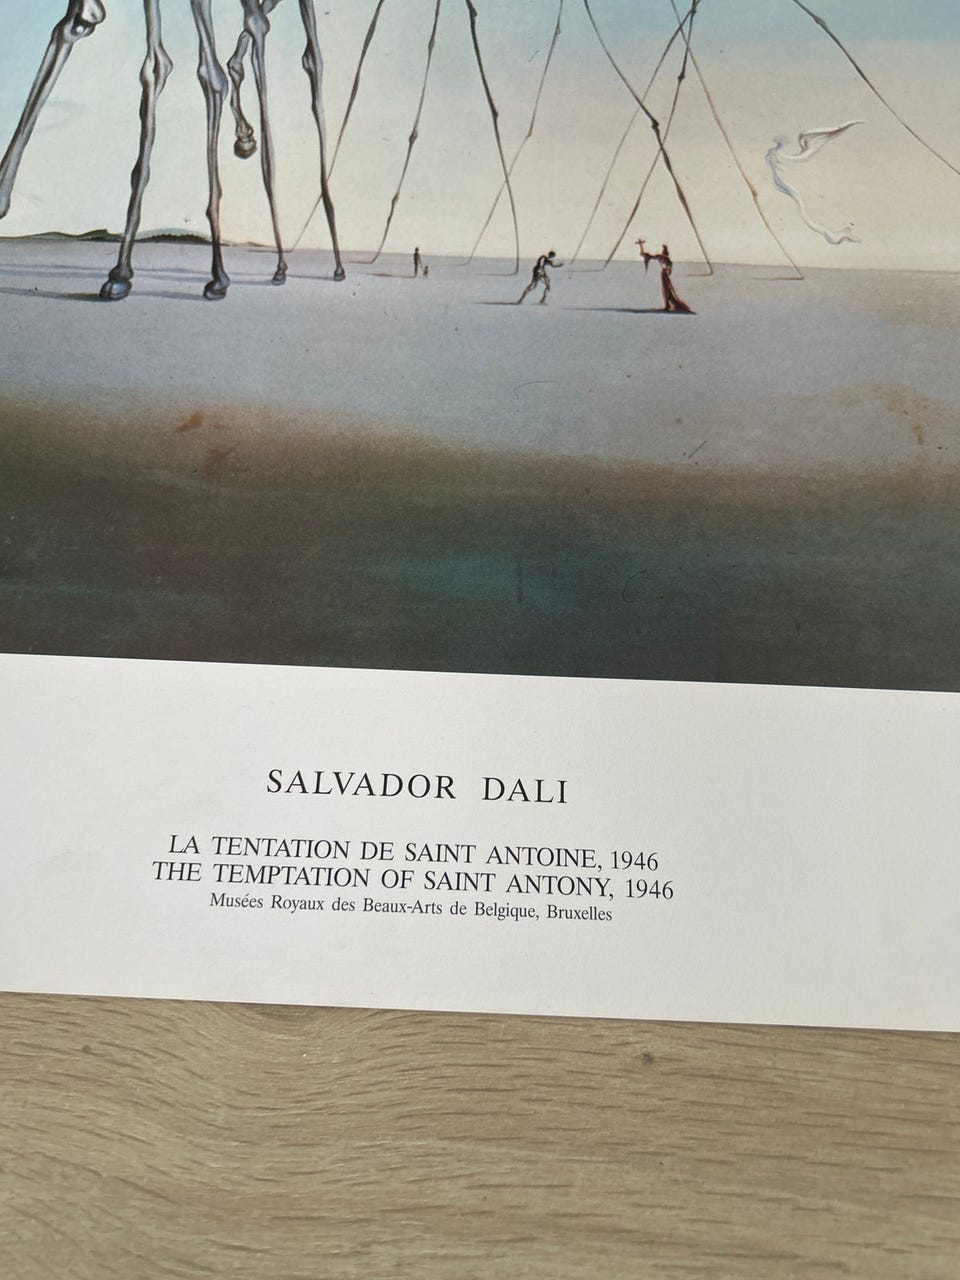 SALVADOR DALI
LA TENTATION DE SAINT ANTOINE, 1946
THE TEMPTATION OF SAINT ANTONY, 1946
Musées Royaux des Beaux-Arts de Belgique, Bruxelles